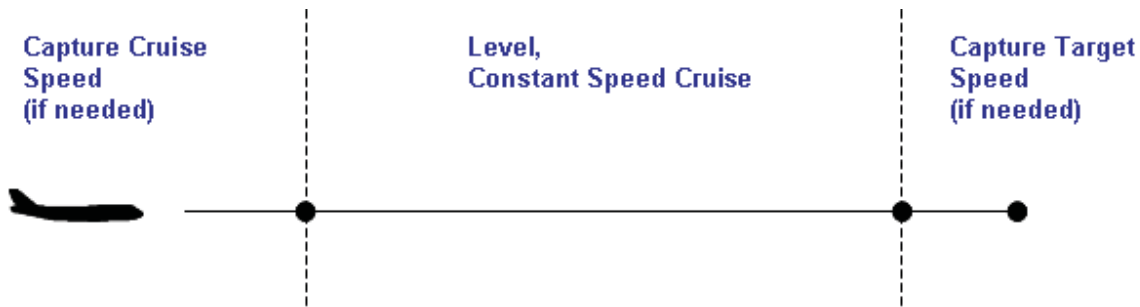 Capture Cruise
Speed
(if needed)
Level,
Constant Speed Cruise
Capture Target
Speed
(if needed)